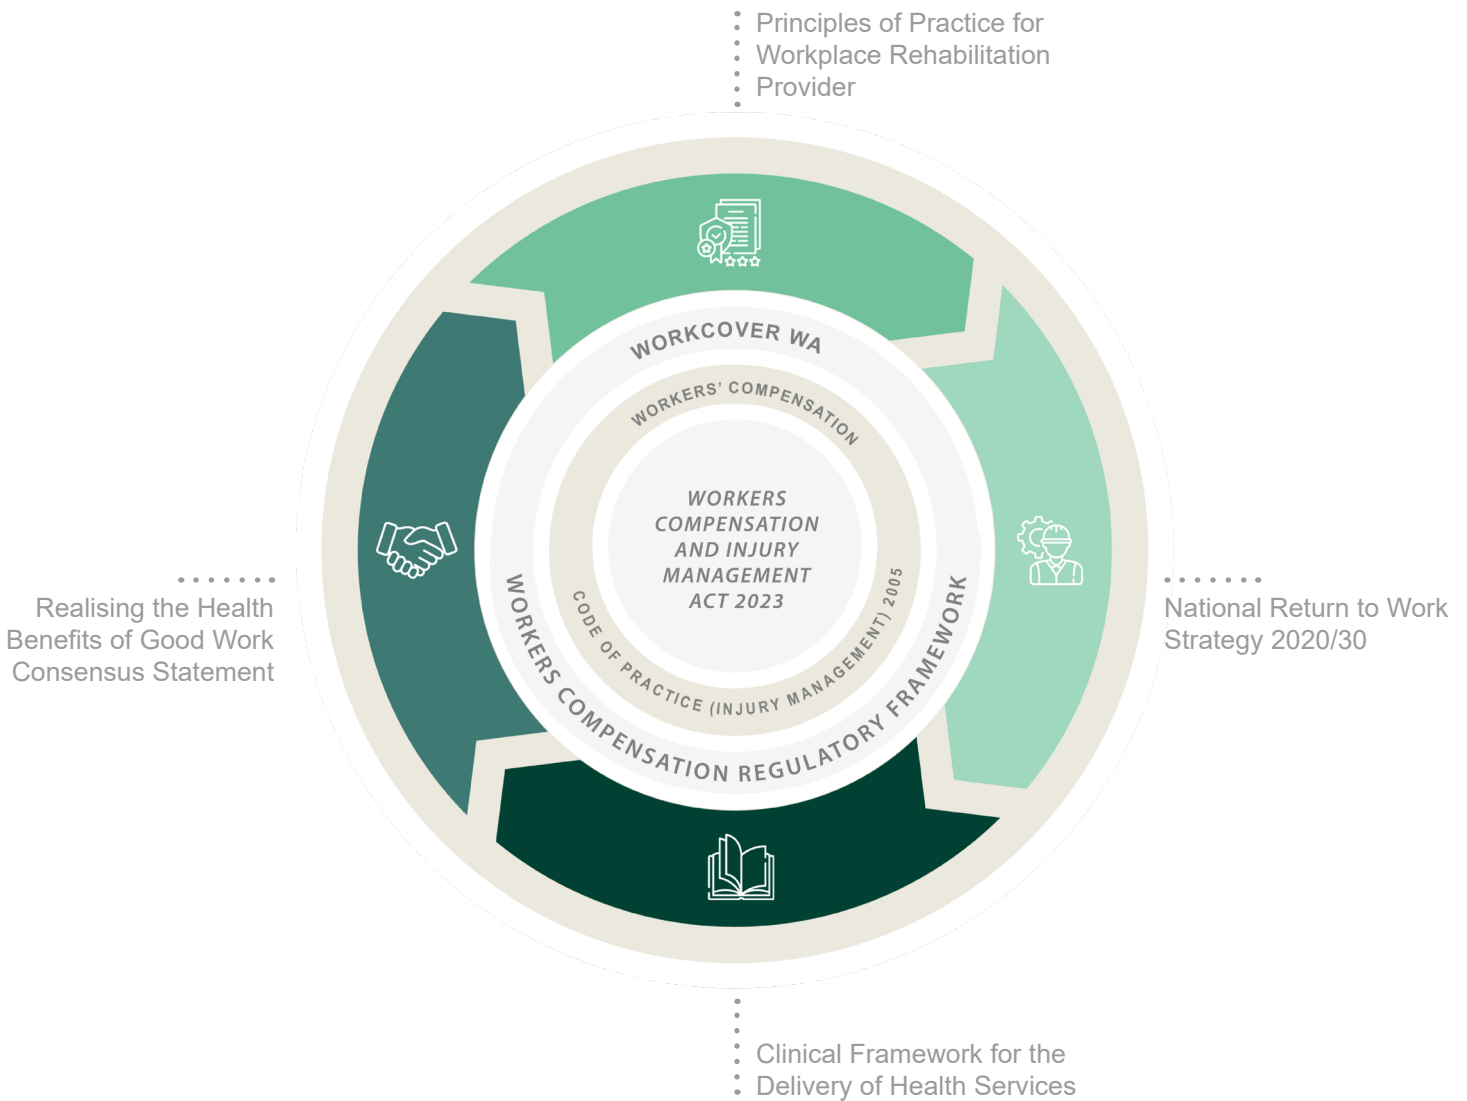 Principles of Practice for
Workplace Rehabilitation
Provider
WORKCOVER WA
WORKERS’ COMPENSATION
WORKERS
COMPENSATION
AND INJURY
MANAGEMENT
ACT 2023
CODE OF PRACTICE (INJURY MANAGEMENT) 2005
WORKERS COMPENSATION REGULATORY FRAMEWORK
Realising the Health
Benefits of Good Work
Consensus Statement
National Return to Work
Strategy 2020/30
Clinical Framework for the
Delivery of Health Services